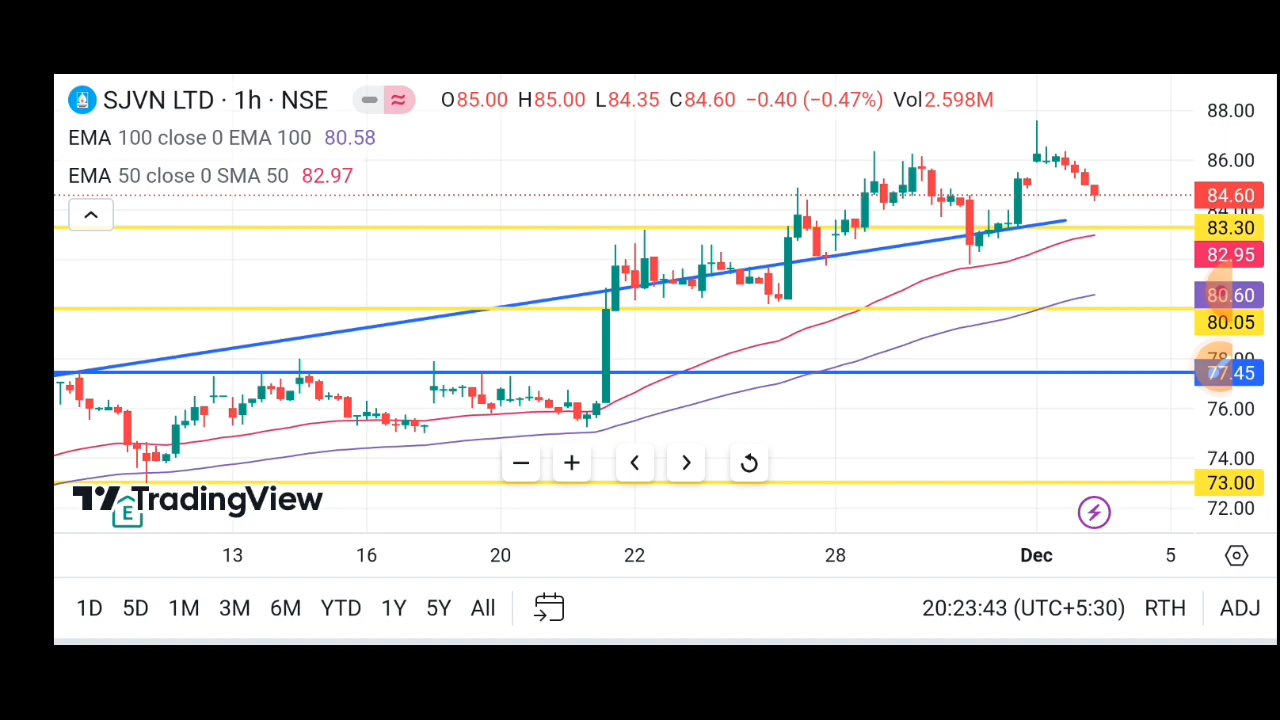 SJVN LTD · 1h · NSE O85.00 H85.00 L84.35 C84.60 −0.40 (−0.47%) Vol2.598M
EMA 100 close 0 EMA 100 80.58
EMA 50 close 0 SMA 50 82.97
88.00
86.00
84.60
84.00
83.30
82.95
80.60
80.05
78.00
77.45
76.00
74.00
73.00
72.00
TradingView
E
13 16 20 22 28 Dec 5
1D 5D 1M 3M 6M YTD 1Y 5Y All 20:23:43 (UTC+5:30) RTH ADJ